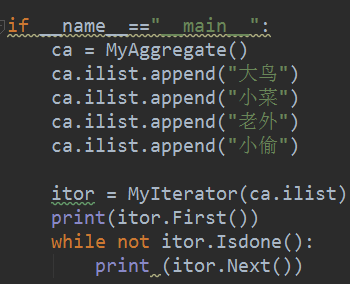 if __name__=="__main__":
ca = MyAggregate()
ca.ilist.append("大鸟")
ca.ilist.append("小菜")
ca.ilist.append("老外")
ca.ilist.append("小偷")
itor = MyIterator(ca.ilist)
print(itor.First())
while not itor.Isdone():
print (itor.Next())